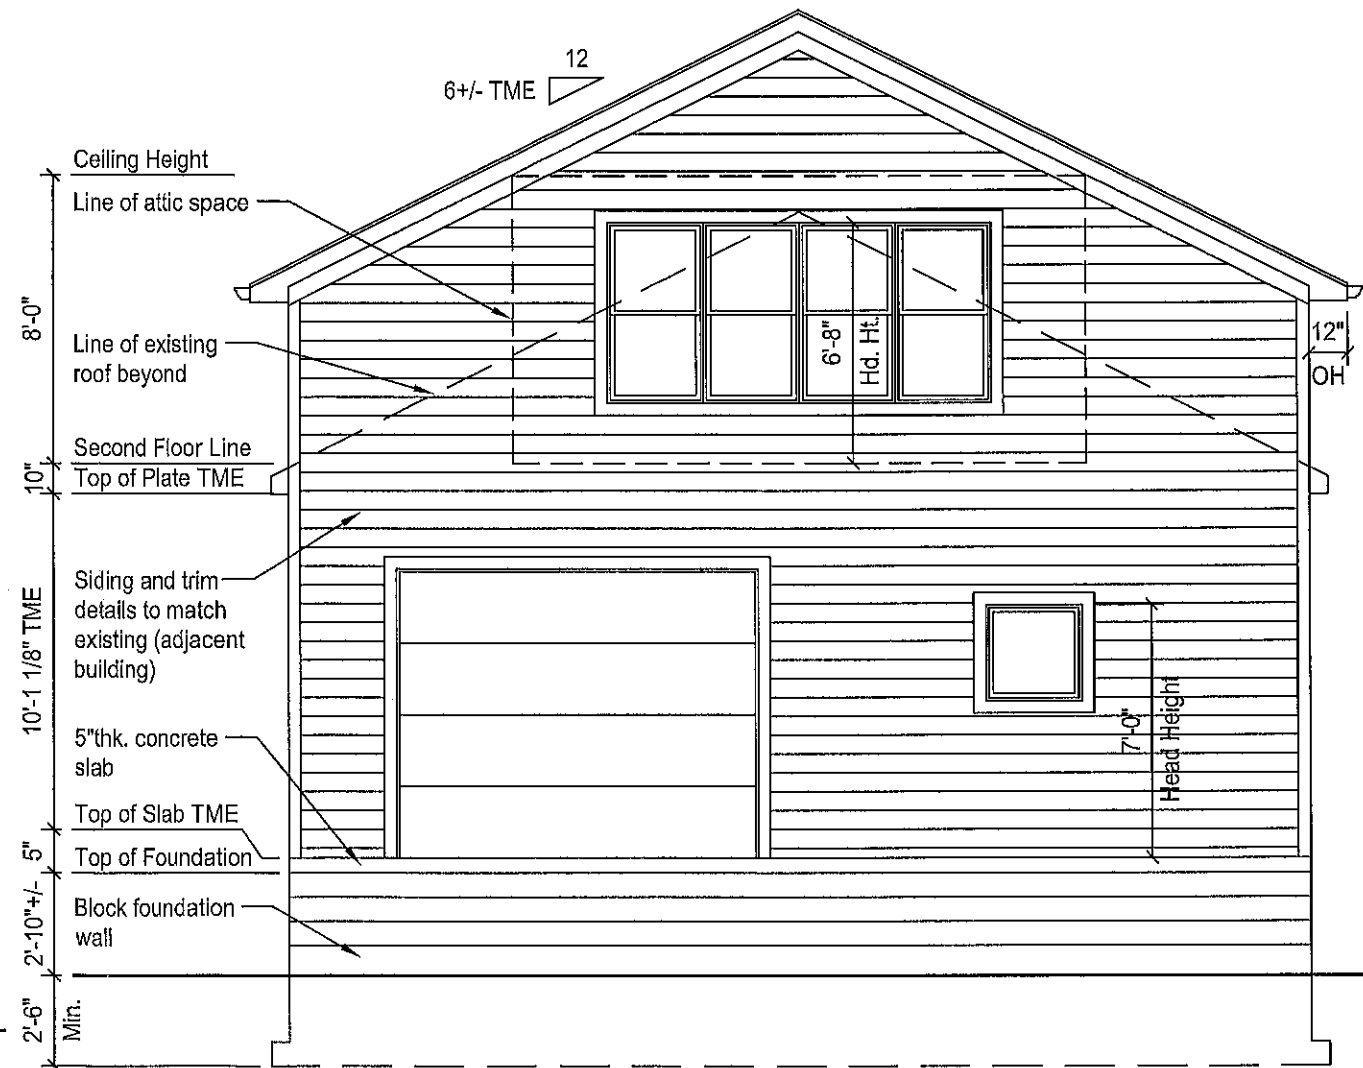 12
6+/- TME
Ceiling Height
Line of attic space
8'-0"
6'-8"
Hd. Ht.
12"
OH
Line of existing
roof beyond
Second Floor Line
10"
Top of Plate TME
Siding and trim
details to match
existing (adjacent
building)
10'-1 1/8" TME
7'-0"
Head Height
5"thk. concrete
slab
Top of Slab TME
5"
Top of Foundation
Block foundation
wall
2'-10"+/-
2'-6"
Min.